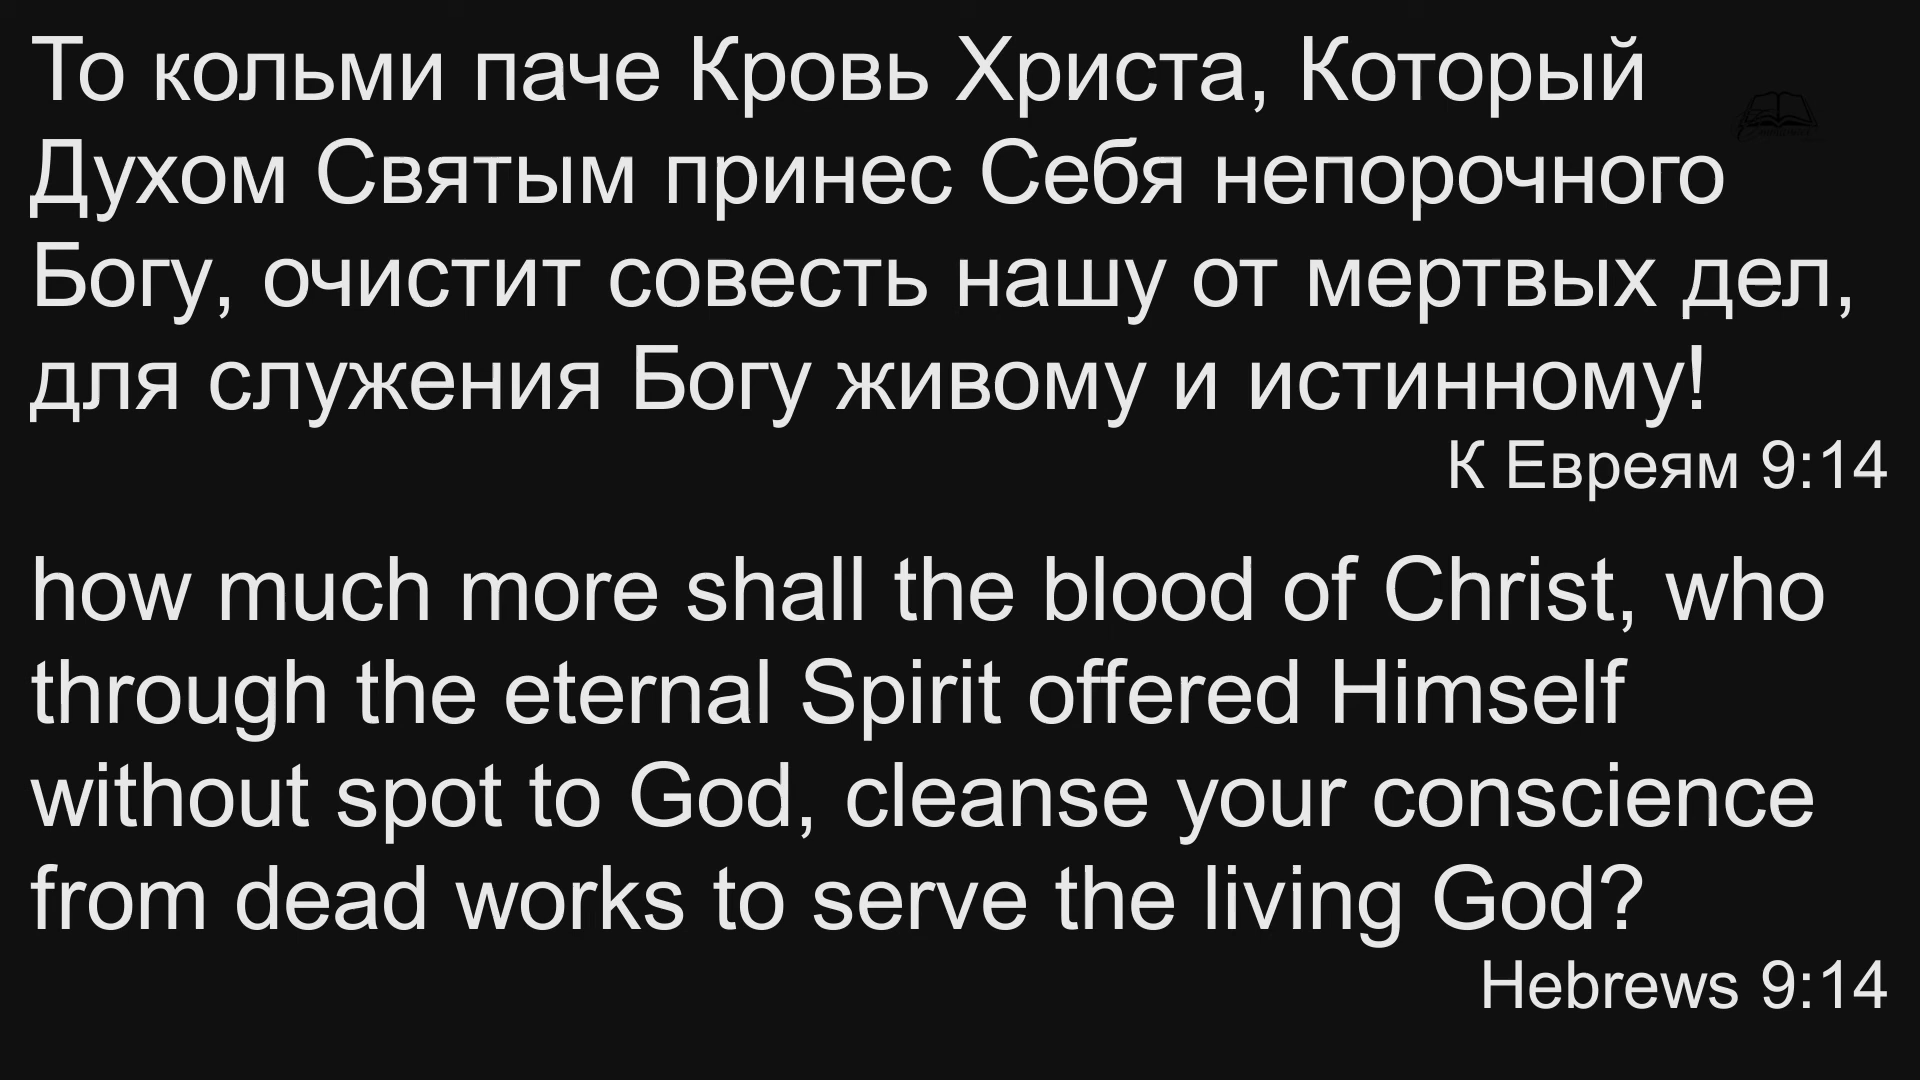 То кольми паче Кровь Христа, Который
Духом Святым принес Себя непорочного
Богу, очистит совесть нашу от мертвых дел,
для служения Богу живому и истинному!
К Евреям 9:14
how much more shall the blood of Christ, who
through the eternal Spirit offered Himself
without spot to God, cleanse your conscience
from dead works to serve the living God?
Hebrews 9:14